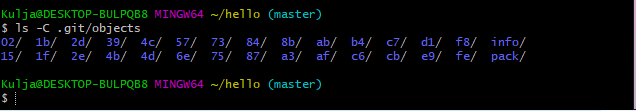 Kulja@DESKTOP-BULPQB8 MINGW64 ~/hello (master)
$ ls -C .git/objects
02/  1b/  2d/  39/  4c/  57/  73/  84/  8b/  ab/  b4/  c7/  d1/  f8/  info/
15/  1f/  2e/  4b/  4d/  6e/  75/  87/  a3/  af/  c6/  cb/  e9/  fe/  pack/
Kulja@DESKTOP-BULPQB8 MINGW64 ~/hello (master)
$